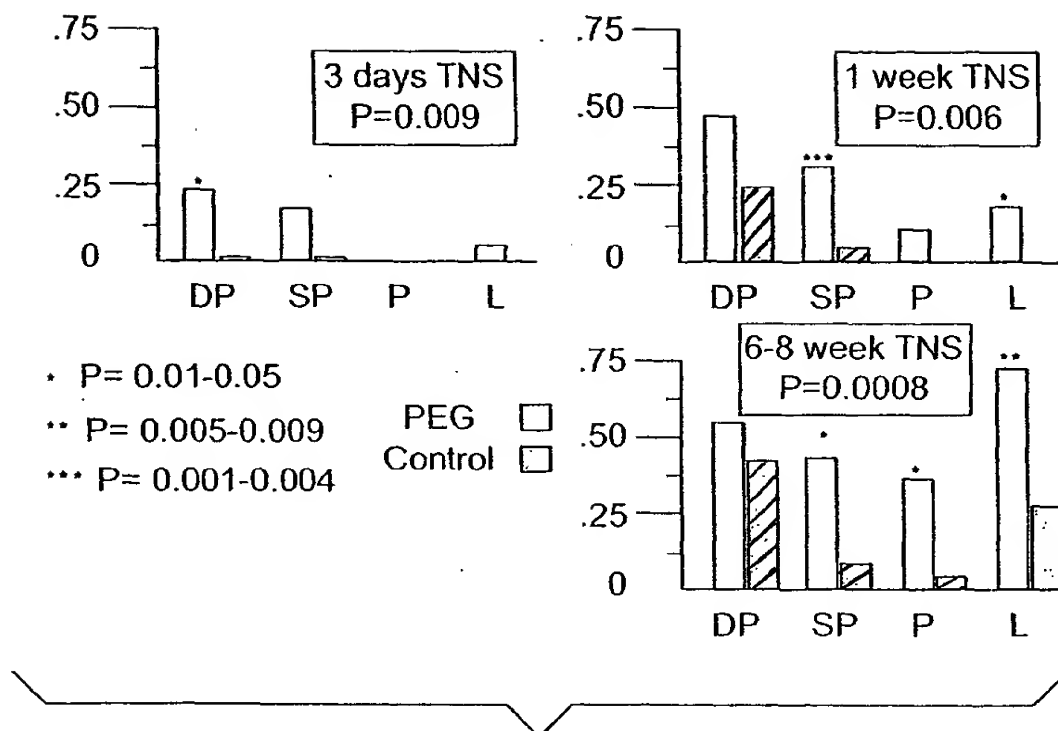 .75
.50
.25
0
3 days TNS
P=0.009
*
DP SP P L
.75
.50
.25
0
1 week TNS
P=0.006
***
*
DP SP P L
* P= 0.01-0.05
** P= 0.005-0.009
*** P= 0.001-0.004
PEG
Control
.75
.50
.25
0
6-8 week TNS
P=0.0008
*
*
**
DP SP P L